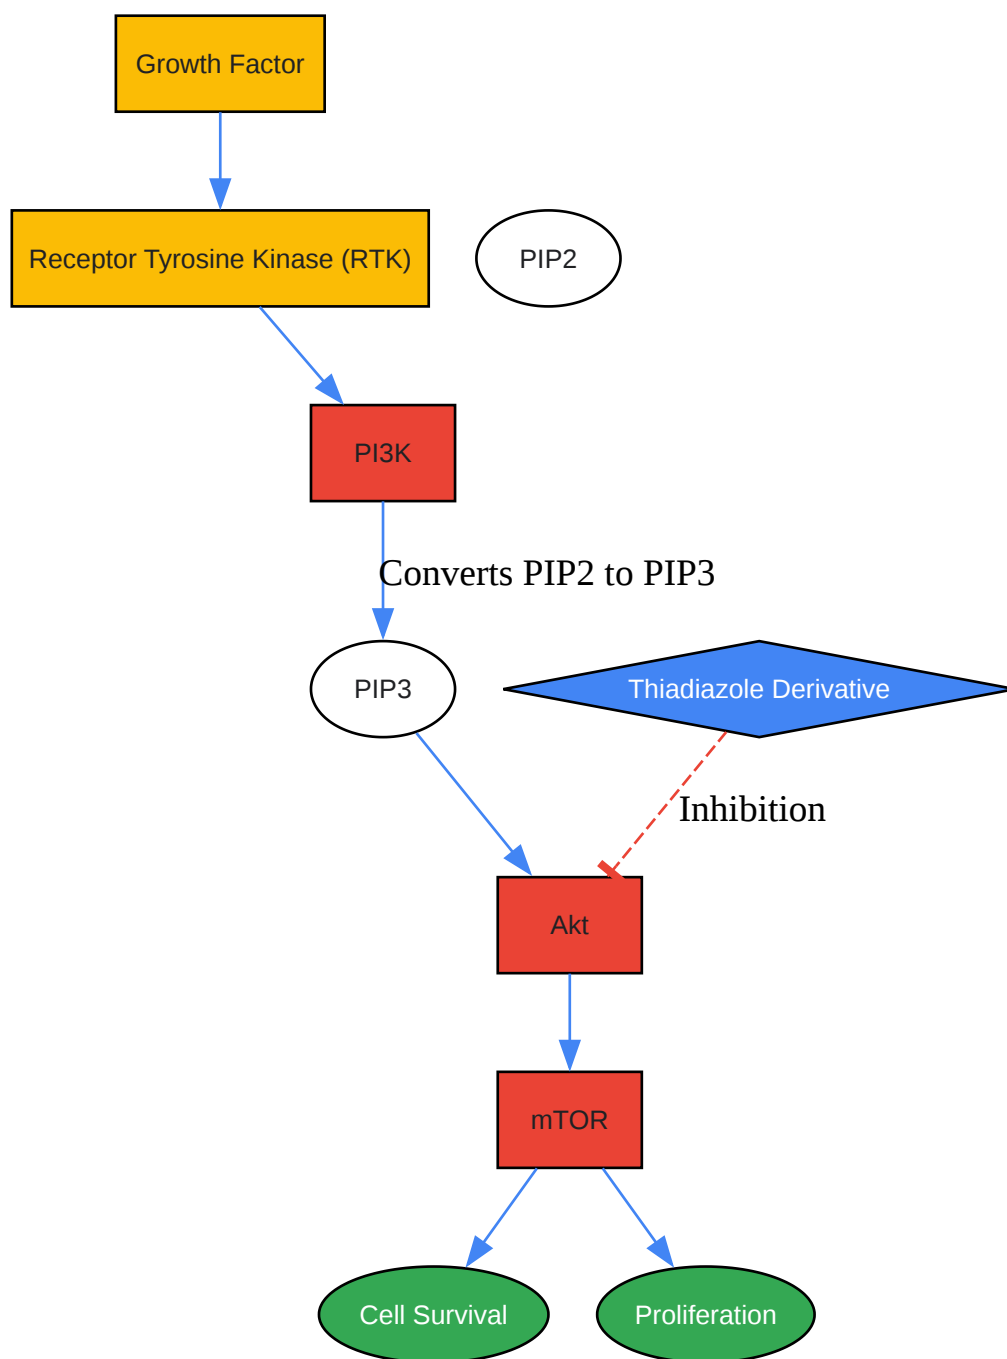 Growth Factor
Receptor Tyrosine Kinase (RTK)
PIP2
PI3K
Converts PIP2 to PIP3
PIP3
Thiadiazole Derivative
Inhibition
Akt
mTOR
Cell Survival
Proliferation